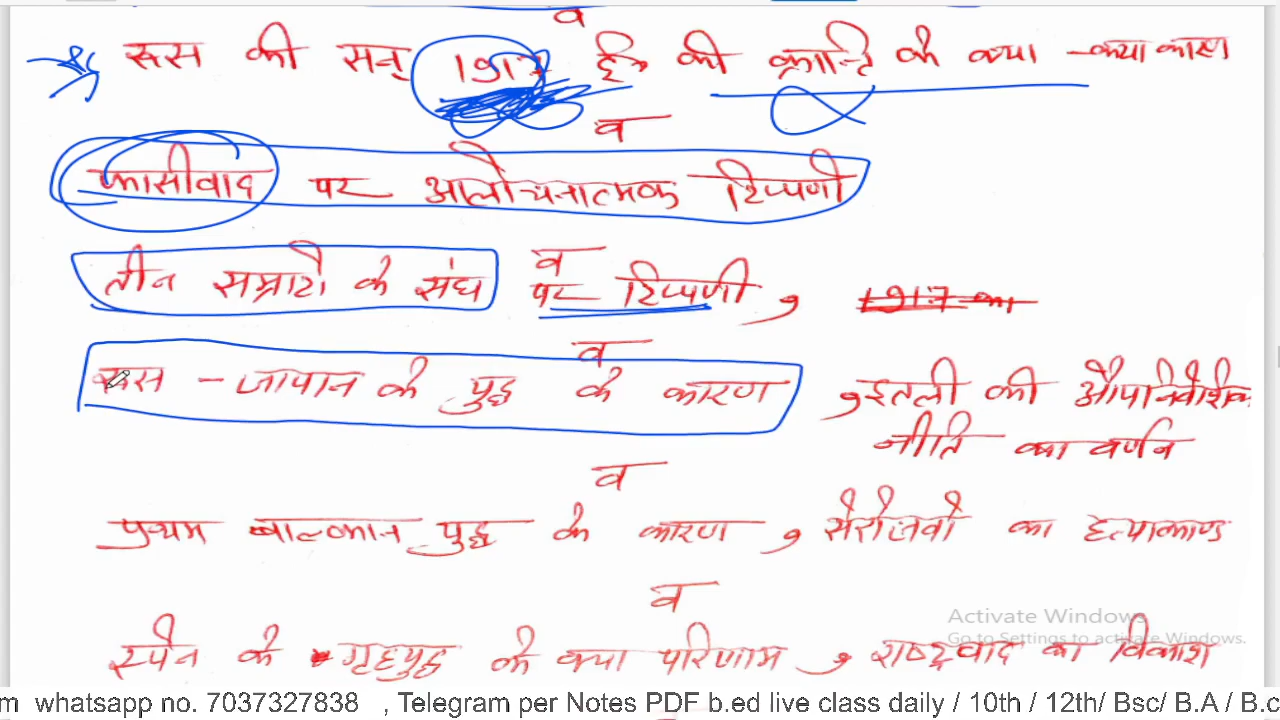 व
रूस की सन् 1917 ई॰ की क्रान्ति के क्या - क्या कारण
व
फासीवाद पर आलोचनात्मक टिप्पणी
व
तीन सम्राटो के संघ पर टिप्पणी , 1917 का
व
रूस - जापान के युद्ध के कारण , इतली की औपनिवेशिक
नीति का वर्णन
व
प्रथम बाल्कान युद्ध के कारण , सेरोजेवो का हत्याकाण्ड
व
स्पेन के गृहयुद्ध के क्या परिणाम , राष्ट्रवाद का विकाश
Activate Windows
Go to Settings to activate Windows.
m whatsapp no. 7037327838 , Telegram per Notes PDF b.ed live class daily / 10th / 12th/ Bsc/ B.A / B.c